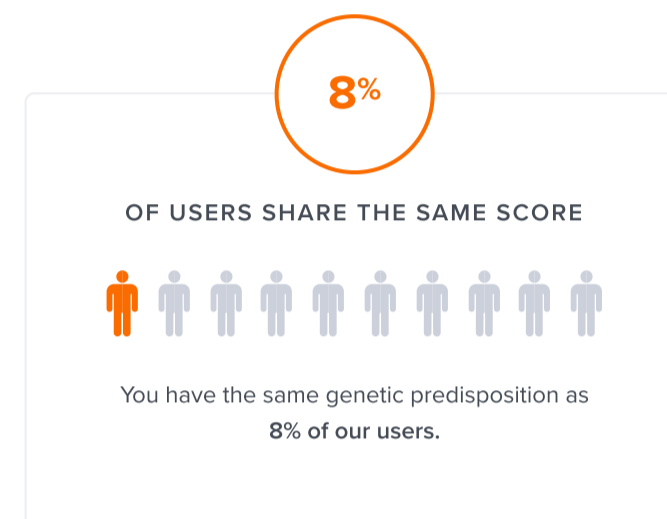 8%
OF USERS SHARE THE SAME SCORE
You have the same genetic predisposition as
8% of our users.